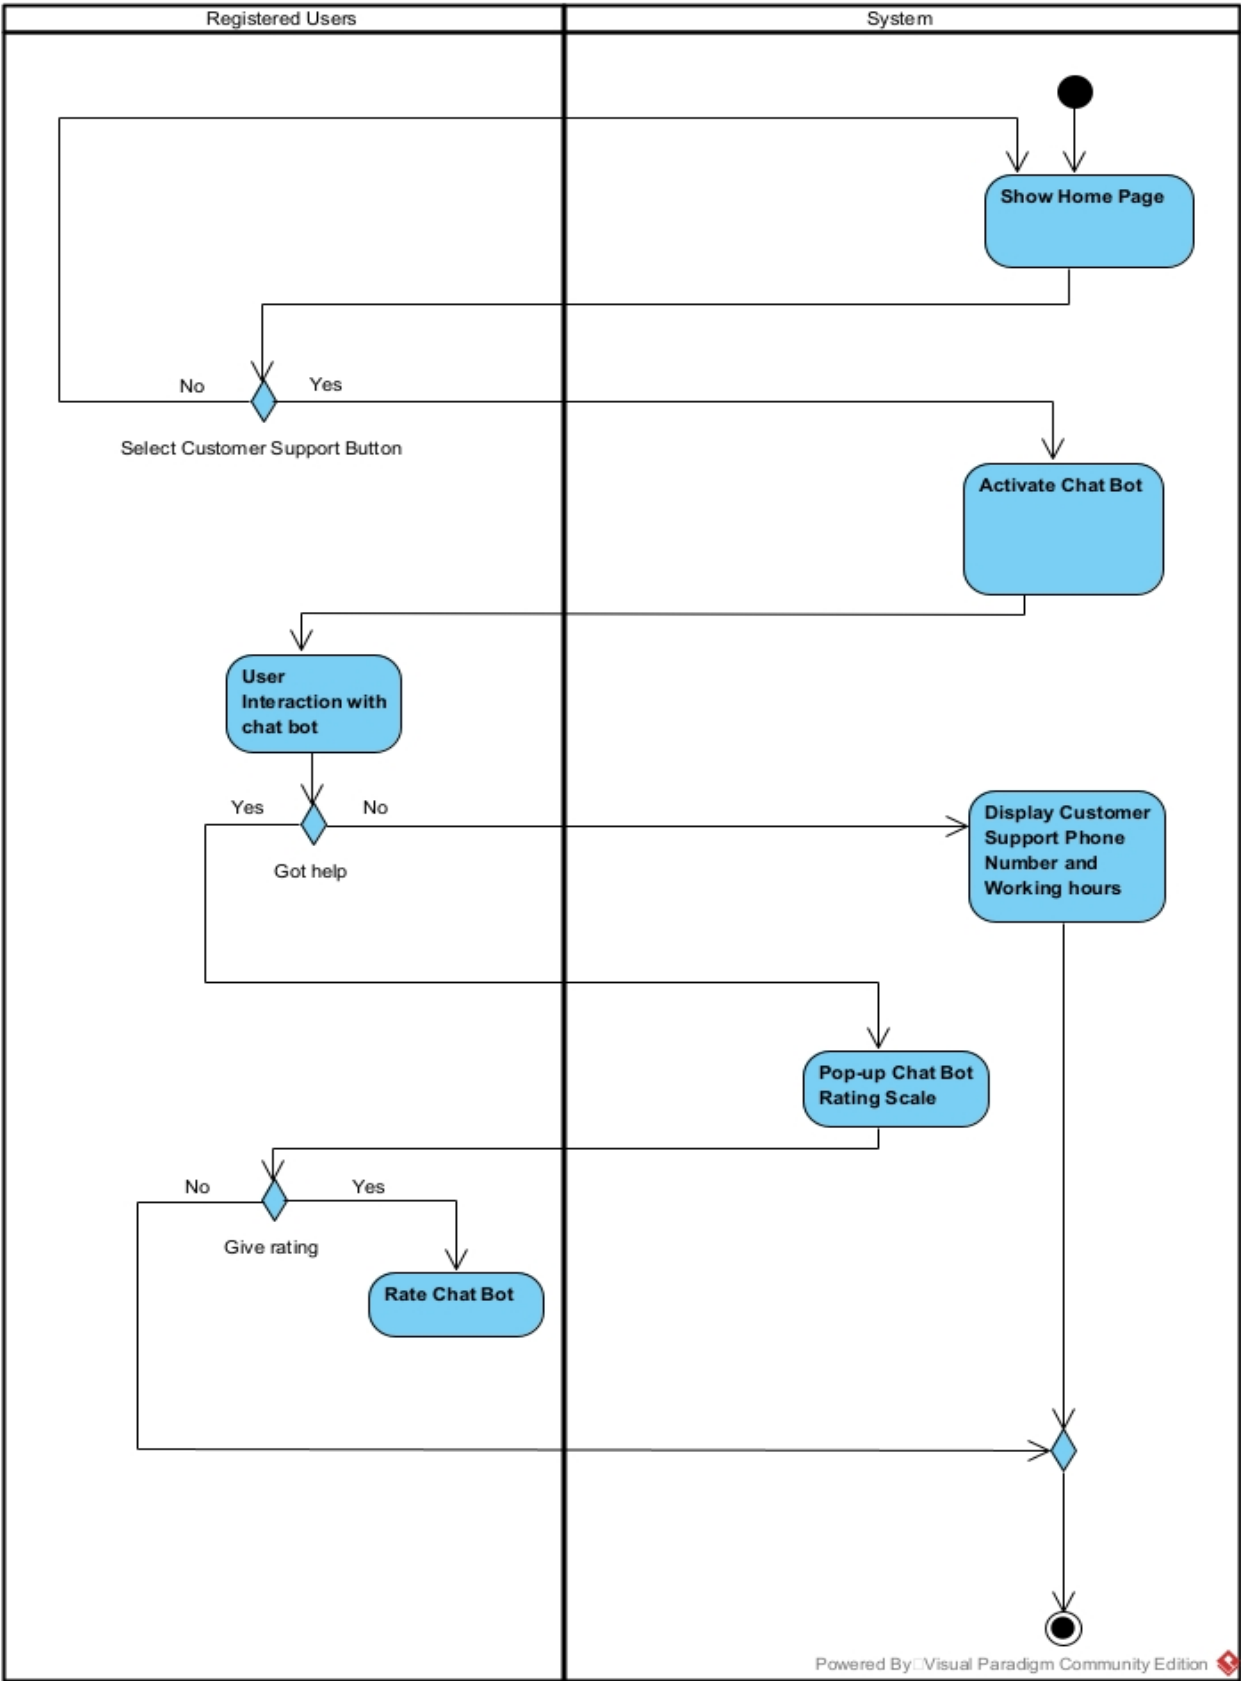 Registered Users
System
Show Home Page
No
Yes
Select Customer Support Button
Activate Chat Bot
User
Interaction with
chat bot
Yes
No
Got help
Display Customer
Support Phone
Number and
Working hours
Pop-up Chat Bot
Rating Scale
No
Yes
Give rating
Rate Chat Bot
Powered By Visual Paradigm Community Edition